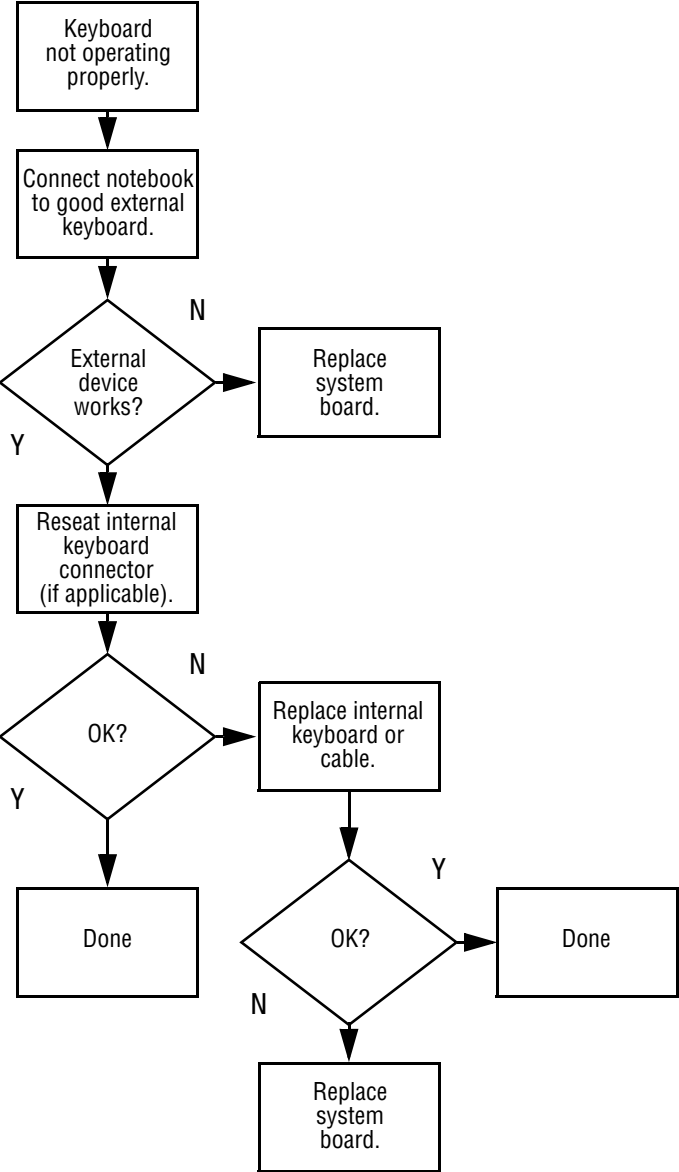 Keyboard
not operating
properly.
Connect notebook
to good external
keyboard.
N
External
device
works?
Replace
system
board.
Y
Reseat internal
keyboard
connector
(if applicable).
N
OK?
Replace internal
keyboard or
cable.
Y
Y
Done
OK?
Done
N
Replace
system
board.